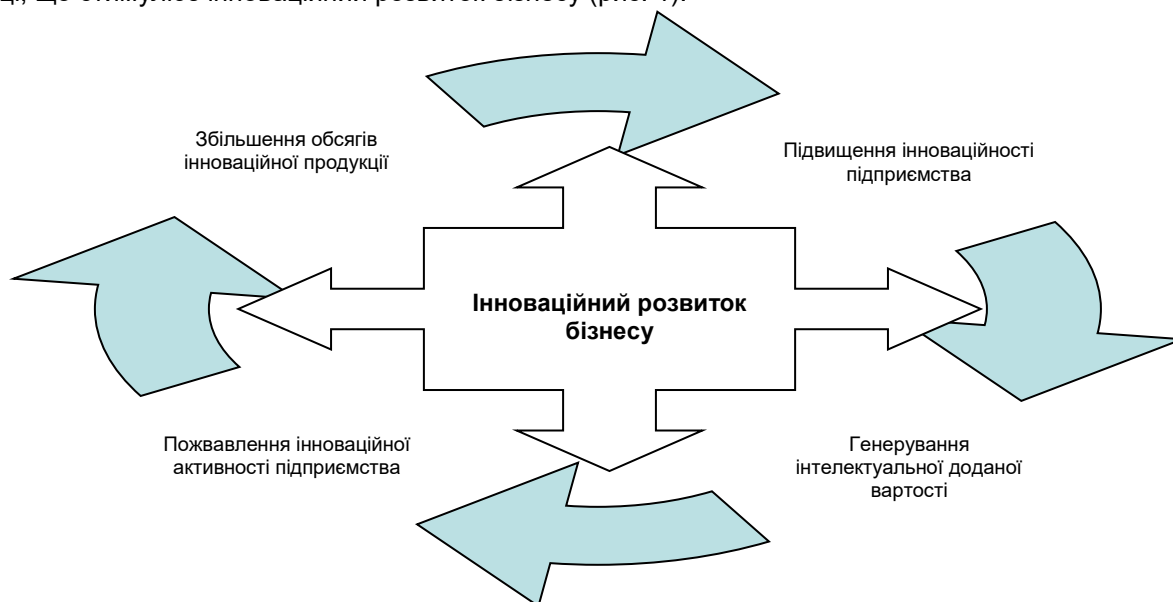 що стимулює інноваційний розвиток бізнесу (рис. 1).
Збільшення обсягів
інноваційної продукції
Підвищення інноваційності
підприємства
Інноваційний розвиток
бізнесу
Пожвавлення інноваційної
активності підприємства
Генерування
інтелектуальної доданої
вартості